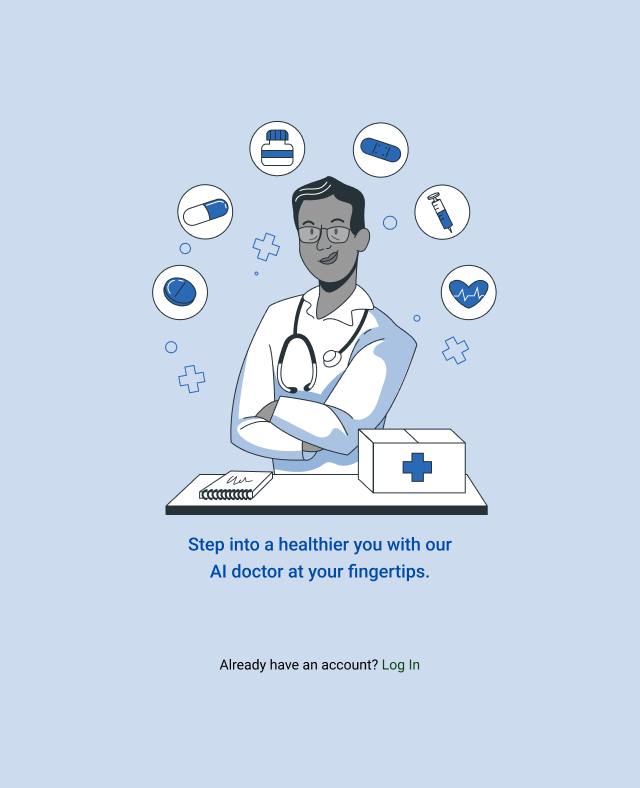 Step into a healthier you with our
AI doctor at your fingertips.
Already have an account? Log In